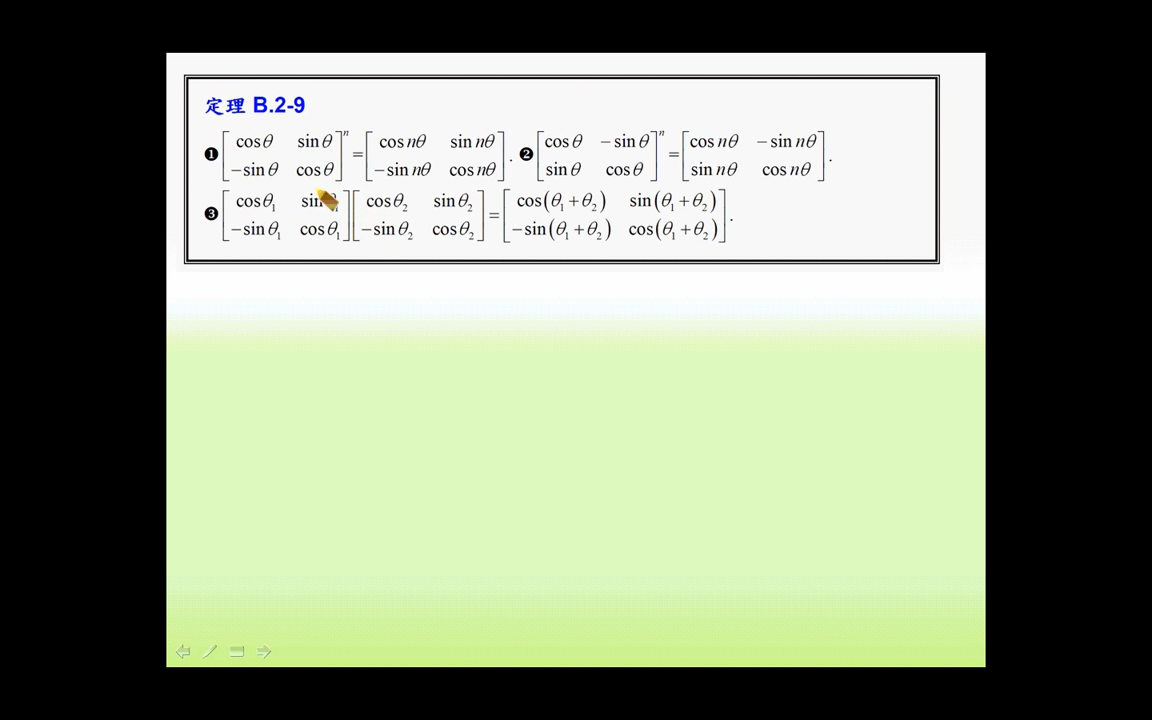 定理 B.2-9
❶ [cosθ sinθ; −sinθ cosθ]ⁿ = [cos nθ sin nθ; −sin nθ cos nθ]. ❷ [cosθ −sinθ; sinθ cosθ]ⁿ = [cos nθ −sin nθ; sin nθ cos nθ].
❸ [cosθ₁ sin; −sinθ₁ cosθ₁][cosθ₂ sinθ₂; −sinθ₂ cosθ₂] = [cos(θ₁+θ₂) sin(θ₁+θ₂); −sin(θ₁+θ₂) cos(θ₁+θ₂)].